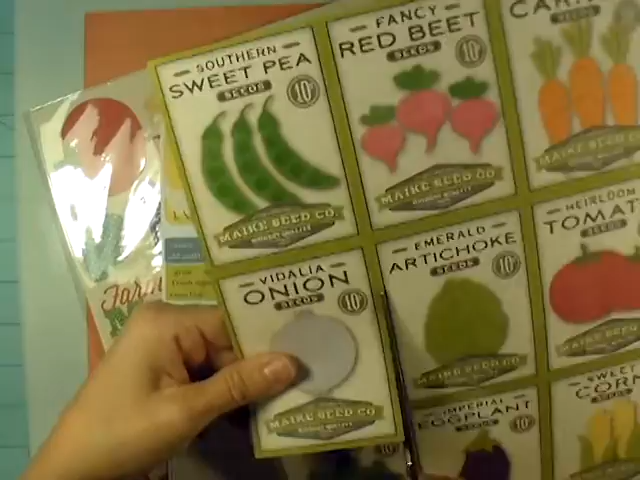 SOUTHERN
SWEET PEA
SEEDS
10¢
MAIKE SEED CO.
FANCY
RED BEET
SEEDS
10¢
MAIKE SEED CO.
SEEDS
MAIKE SEED CO.
VIDALIA
ONION
SEEDS
10¢
MAIKE SEED CO.
EMERALD
ARTICHOKE
SEEDS
10¢
MAIKE SEED CO.
HEIRLOOM
TOMAT
SEEDS
MAIKE SEED
IMPERIAL
EGGPLANT
SEEDS
10¢
SWEET
CORN
SEEDS
Farm